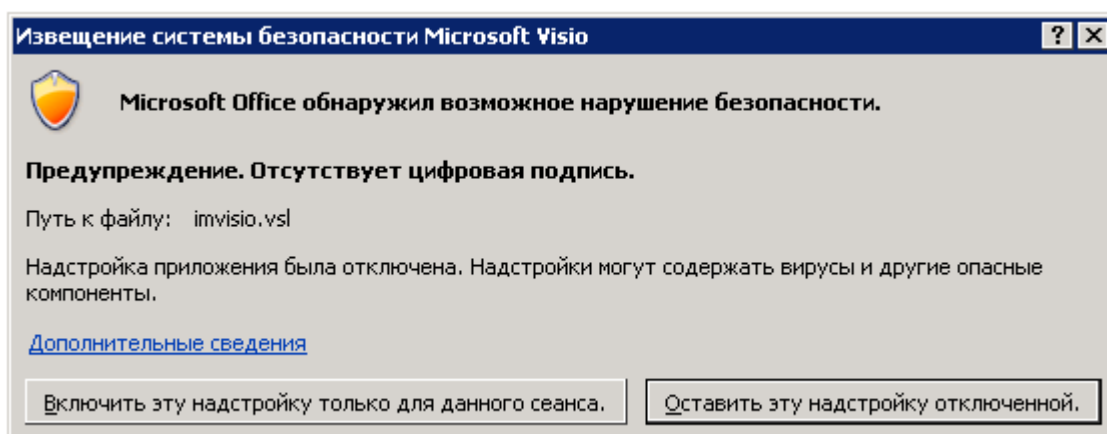 Извещение системы безопасности Microsoft Visio
Microsoft Office обнаружил возможное нарушение безопасности.
Предупреждение. Отсутствует цифровая подпись.
Путь к файлу: imvisio.vsl
Надстройка приложения была отключена. Надстройки могут содержать вирусы и другие опасные
компоненты.
Дополнительные сведения
Включить эту надстройку только для данного сеанса. Оставить эту надстройку отключенной.